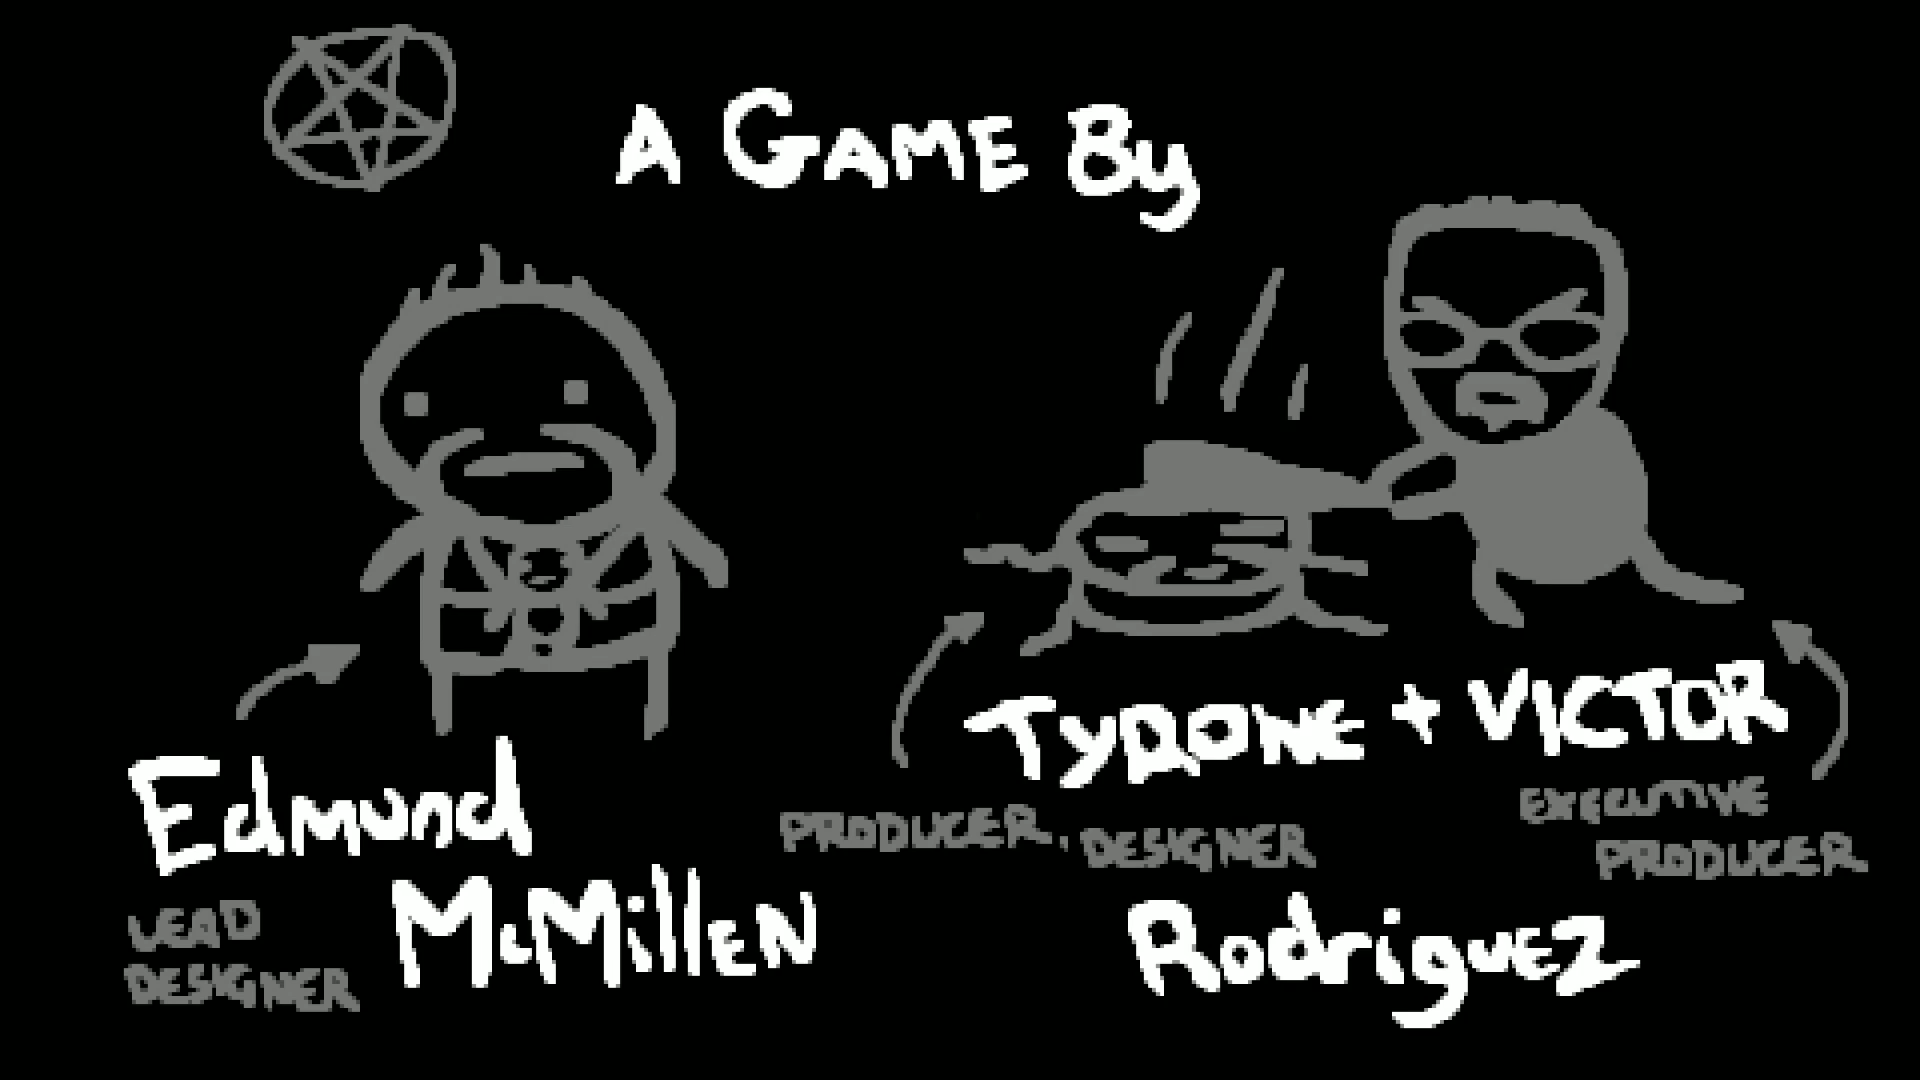 A GAME By
Edmund
McMillen
LEAD
DESIGNER
TYRONE + VICTOR
PRODUCER, DESIGNER
EXECUTIVE
PRODUCER
Rodriguez